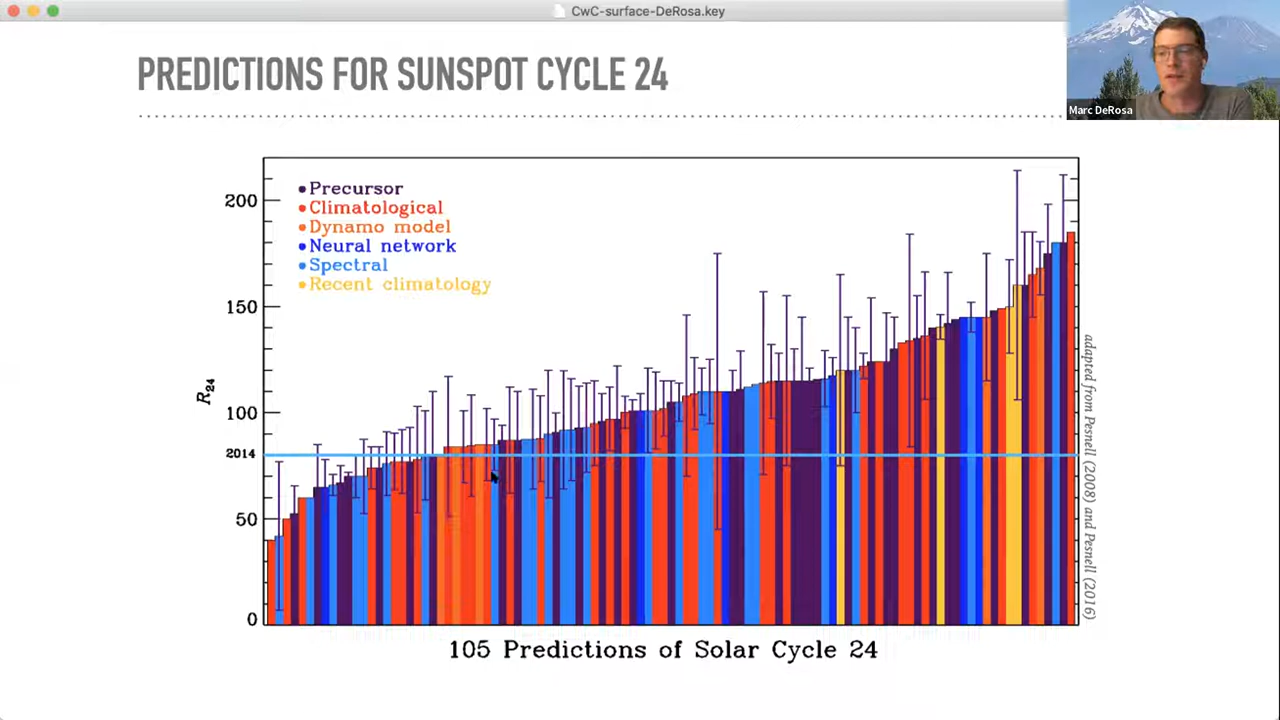 CwC-surface-DeRosa.key
PREDICTIONS FOR SUNSPOT CYCLE 24
Marc DeRosa
Precursor
Climatological
Dynamo model
Neural network
Spectral
Recent climatology
200
150
100
2014
50
0
R24
105 Predictions of Solar Cycle 24
adapted from Pesnell (2008) and Pesnell (2016)